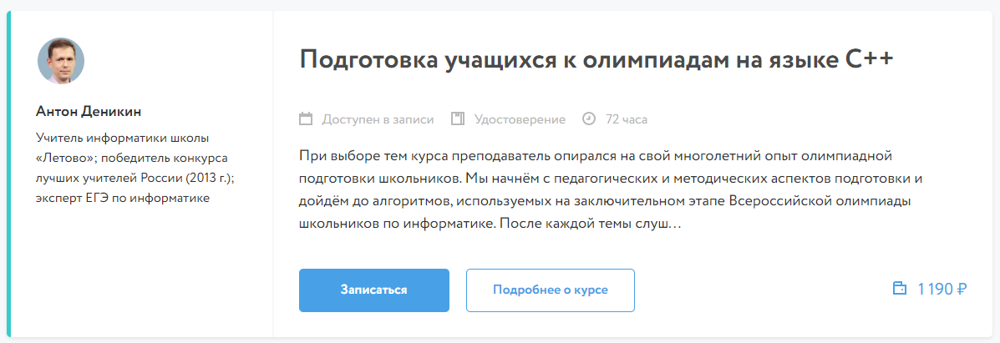 Антон Деникин
Учитель информатики школы
«Летово»; победитель конкурса
лучших учителей России (2013 г.);
эксперт ЕГЭ по информатике
Подготовка учащихся к олимпиадам на языке C++
Доступен в записи Удостоверение 72 часа
При выборе тем курса преподаватель опирался на свой многолетний опыт олимпиадной
подготовки школьников. Мы начнём с педагогических и методических аспектов подготовки и
дойдём до алгоритмов, используемых на заключительном этапе Всероссийской олимпиады
школьников по информатике. После каждой темы слуш...
Записаться Подробнее о курсе 1 190 ₽